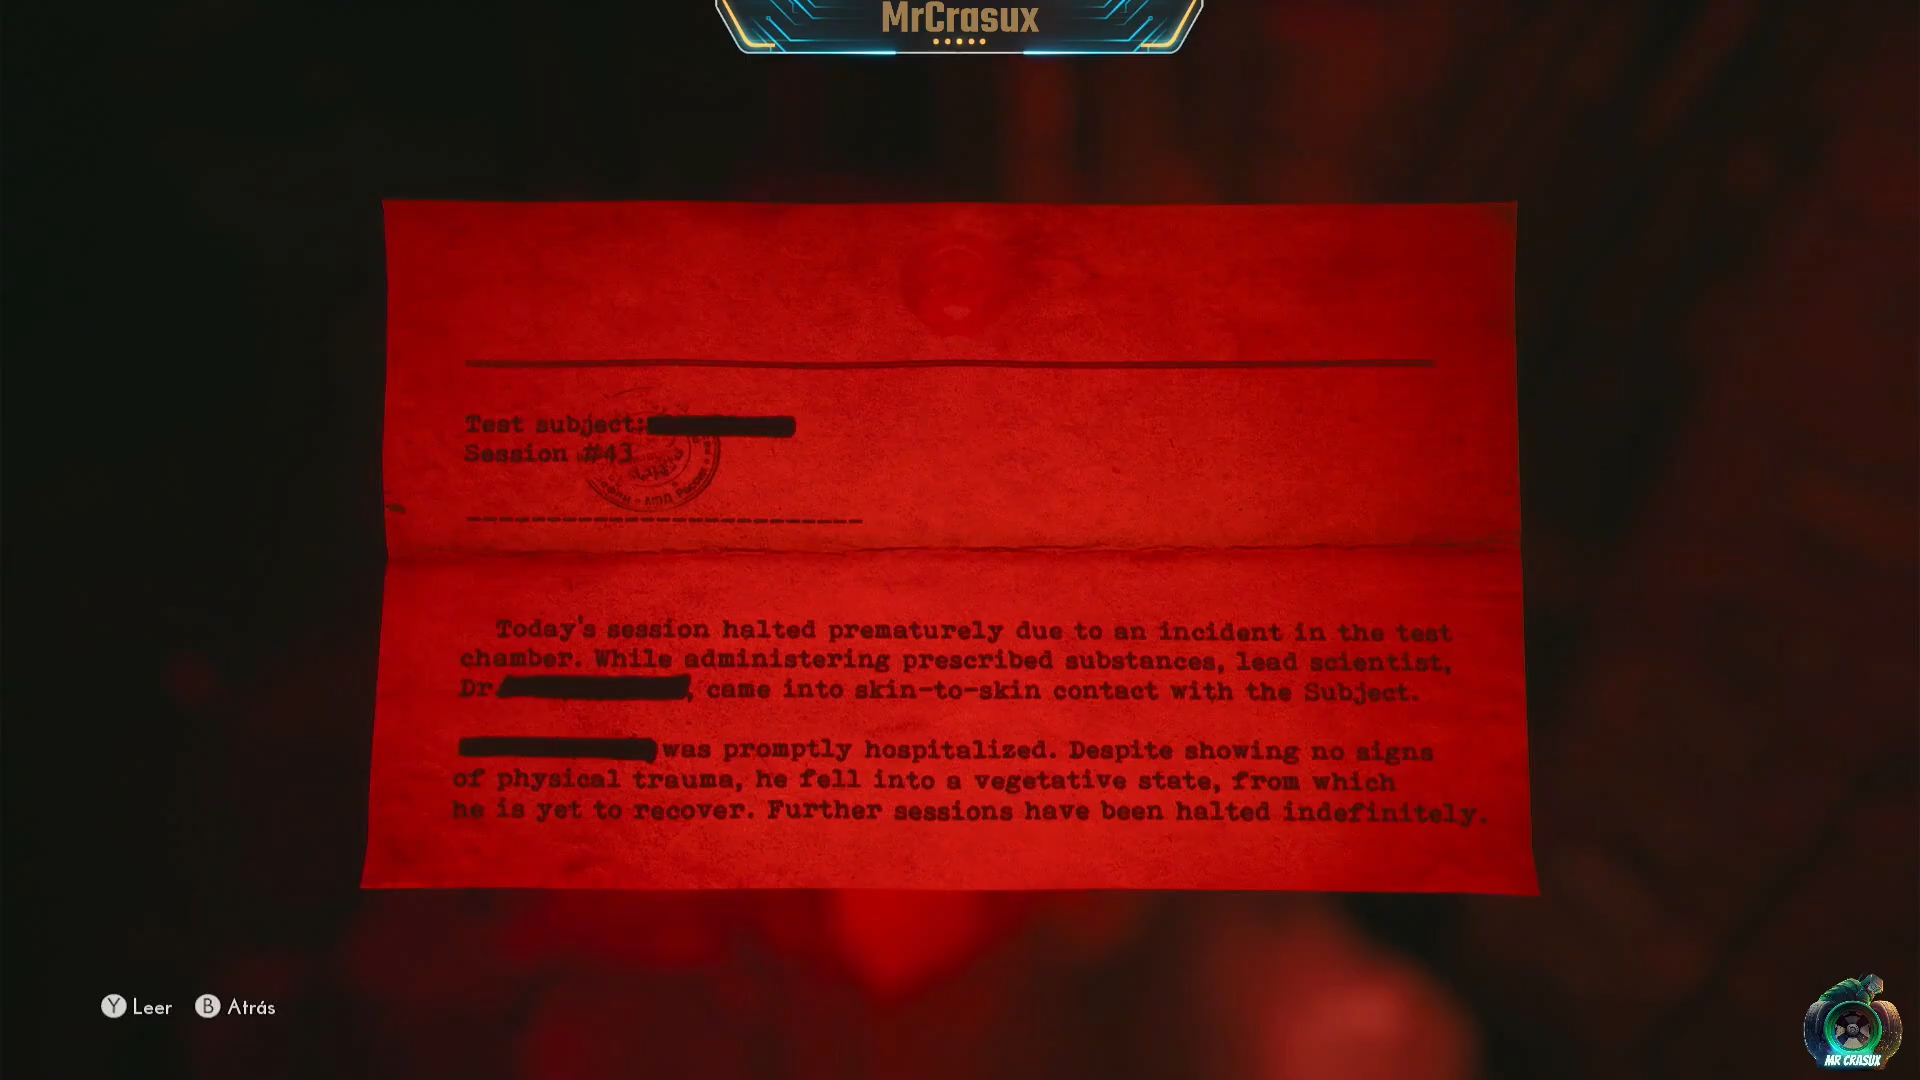 MrCrasux
Test subject:
Session #43
Today's session halted prematurely due to an incident in the test
chamber. While administering prescribed substances, lead scientist,
Dr , came into skin-to-skin contact with the Subject.
was promptly hospitalized. Despite showing no signs
of physical trauma, he fell into a vegetative state, from which
he is yet to recover. Further sessions have been halted indefinitely.
Y Leer B Atrás
MR CRASUX